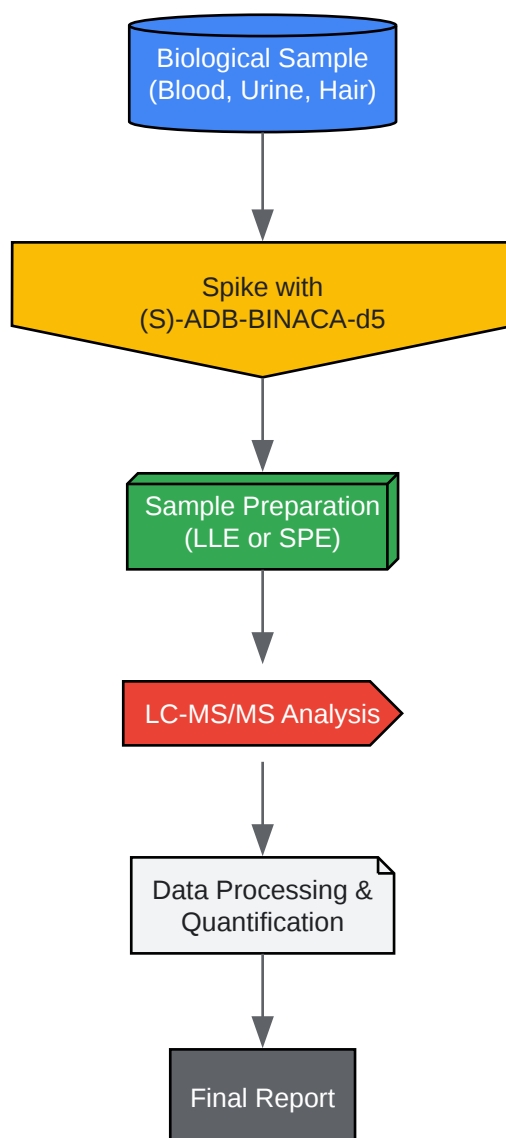 Biological Sample
(Blood, Urine, Hair)
Spike with
(S)-ADB-BINACA-d5
Sample Preparation
(LLE or SPE)
LC-MS/MS Analysis
Data Processing &
Quantification
Final Report